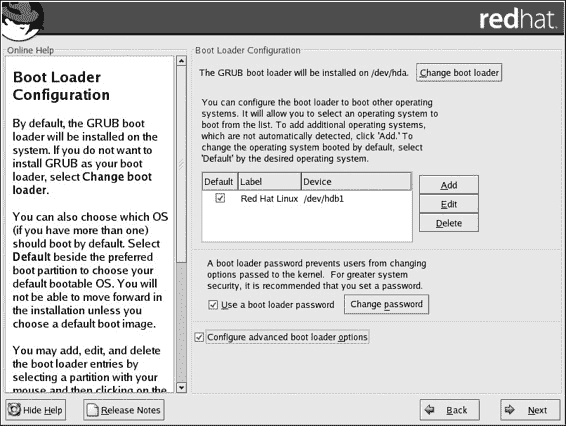 redhat.
Online Help
Boot Loader
Configuration
By default, the GRUB boot
loader will be installed on the
system. If you do not want to
install GRUB as your boot
loader, select Change boot
loader.
You can also choose which OS
(if you have more than one)
should boot by default. Select
Default beside the preferred
boot partition to choose your
default bootable OS. You will
not be able to move forward in
the installation unless you
choose a default boot image.
You may add, edit, and delete
the boot loader entries by
selecting a partition with your
mouse and then clicking on the
Boot Loader Configuration
The GRUB boot loader will be installed on /dev/hda. Change boot loader
You can configure the boot loader to boot other operating
systems. It will allow you to select an operating system to
boot from the list. To add additional operating systems,
which are not automatically detected, click 'Add.' To
change the operating system booted by default, select
'Default' by the desired operating system.
Default Label Device
Red Hat Linux /dev/hdb1
Add
Edit
Delete
A boot loader password prevents users from changing
options passed to the kernel. For greater system
security, it is recommended that you set a password.
Use a boot loader password Change password
Configure advanced boot loader options
Hide Help Release Notes Back Next